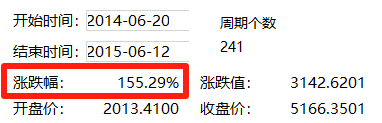 开始时间：2014-06-20 周期个数
结束时间：2015-06-12 241
涨跌幅： 155.29% 涨跌值： 3142.6201
开盘价： 2013.4100 收盘价： 5166.3501